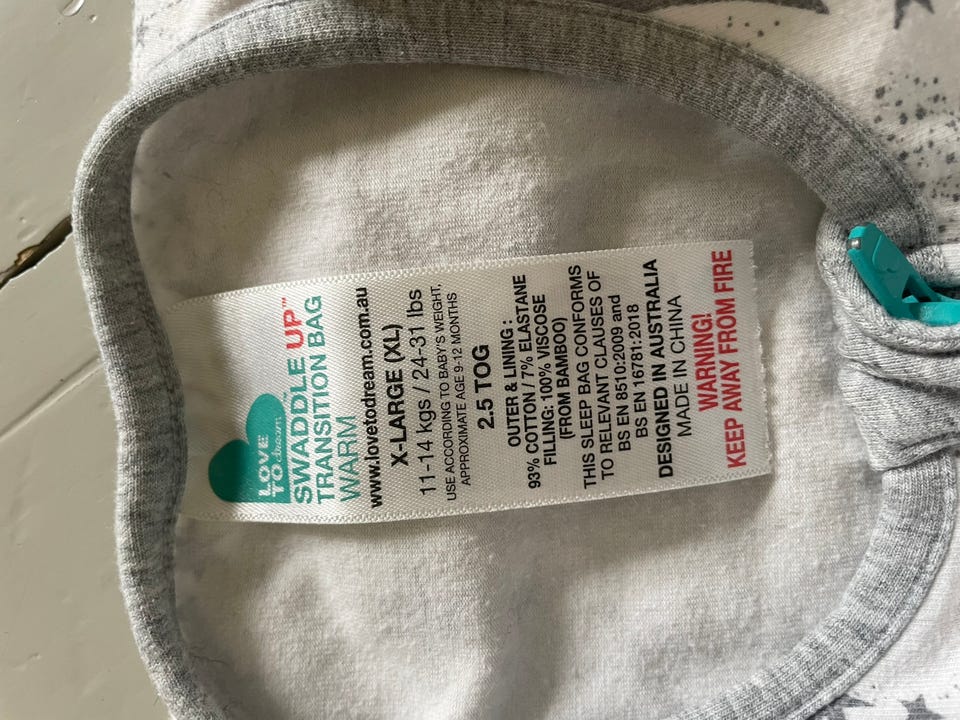 LOVE
TO dream™
SWADDLE UP™
TRANSITION BAG
WARM
www.lovetodream.com.au
X-LARGE (XL)
11-14 kgs / 24-31 lbs
USE ACCORDING TO BABY'S WEIGHT,
APPROXIMATE AGE 9-12 MONTHS
2.5 TOG
OUTER & LINING :
93% COTTON / 7% ELASTANE
FILLING: 100% VISCOSE
(FROM BAMBOO)
THIS SLEEP BAG CONFORMS
TO RELEVANT CLAUSES OF
BS EN 8510:2009 and
BS EN 16781:2018
DESIGNED IN AUSTRALIA
MADE IN CHINA
WARNING!
KEEP AWAY FROM FIRE